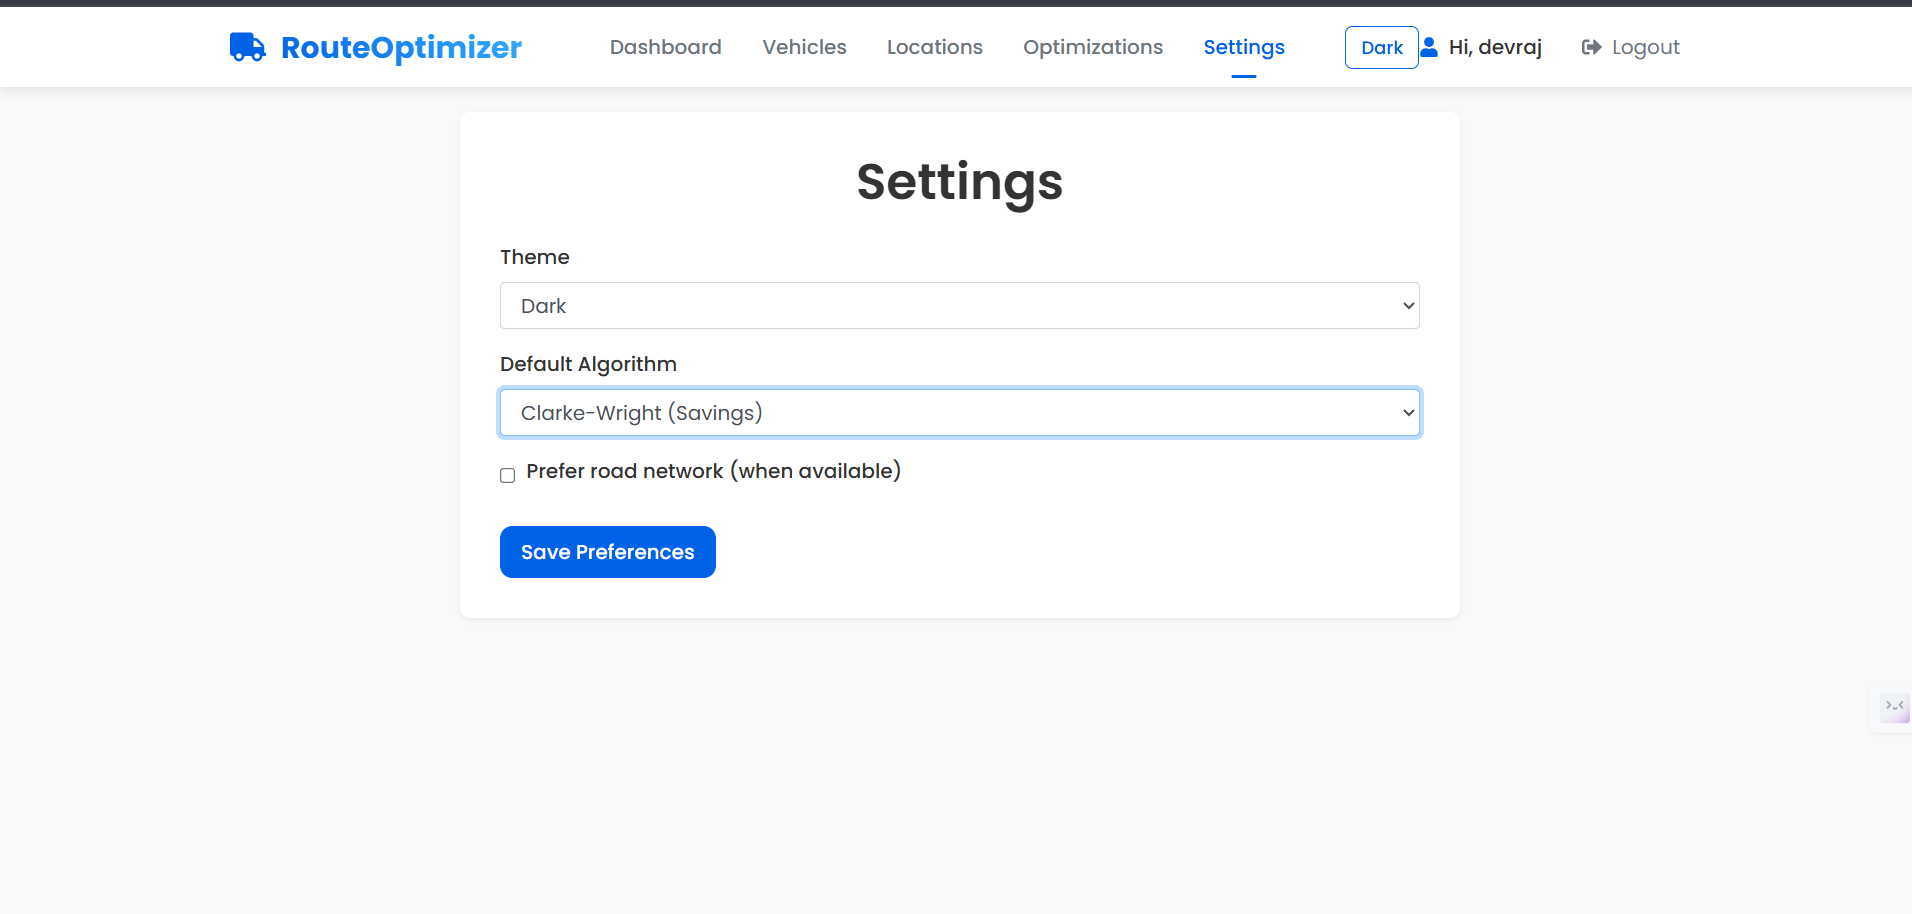 RouteOptimizer Dashboard Vehicles Locations Optimizations Settings Dark Hi, devraj Logout
Settings
Theme
Dark
Default Algorithm
Clarke-Wright (Savings)
Prefer road network (when available)
Save Preferences